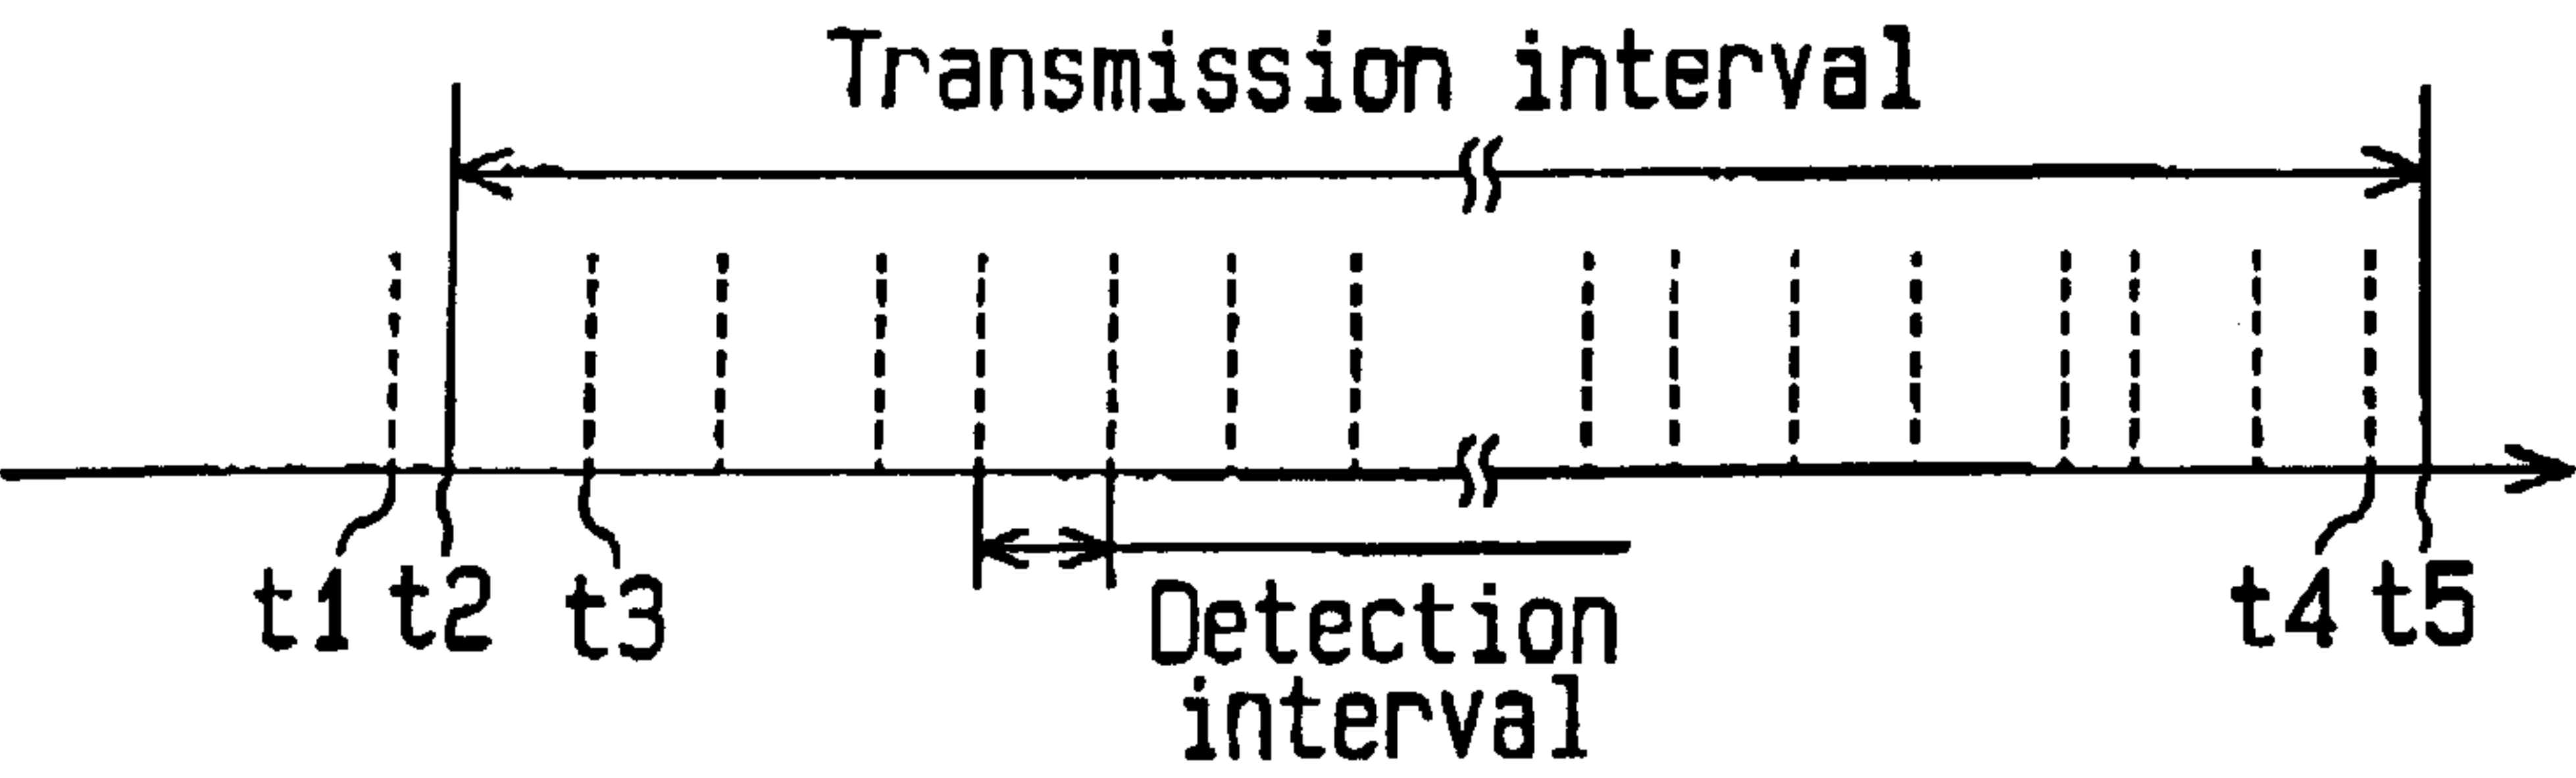 Transmission interval
t1 t2 t3 t4 t5
Detection
interval